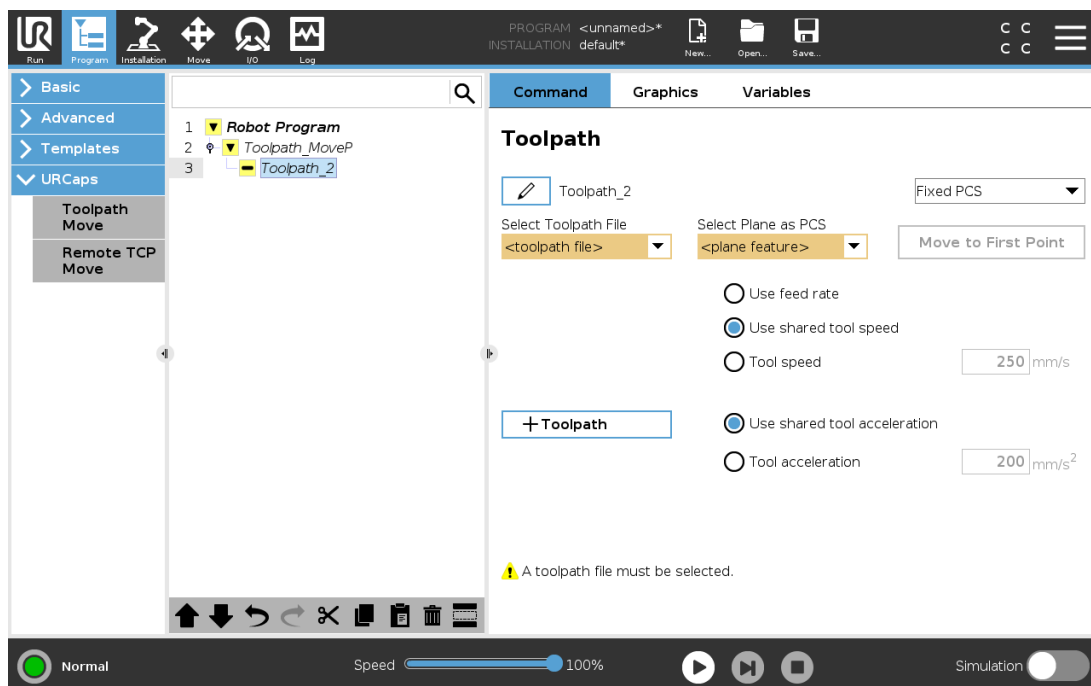 PROGRAM <unnamed>*
INSTALLATION default*
Run
Program
Installation
Move
I/O
Log
New...
Open...
Save...
C C
C C
Basic
Advanced
Templates
URCaps
Toolpath
Move
Remote TCP
Move
1 Robot Program
2 Toolpath_MoveP
3 Toolpath_2
Command Graphics Variables
Toolpath
Toolpath_2
Fixed PCS
Select Toolpath File
Select Plane as PCS
<toolpath file>
<plane feature>
Move to First Point
Use feed rate
Use shared tool speed
Tool speed 250 mm/s
+Toolpath
Use shared tool acceleration
Tool acceleration 200 mm/s²
A toolpath file must be selected.
Normal
Speed 100%
Simulation